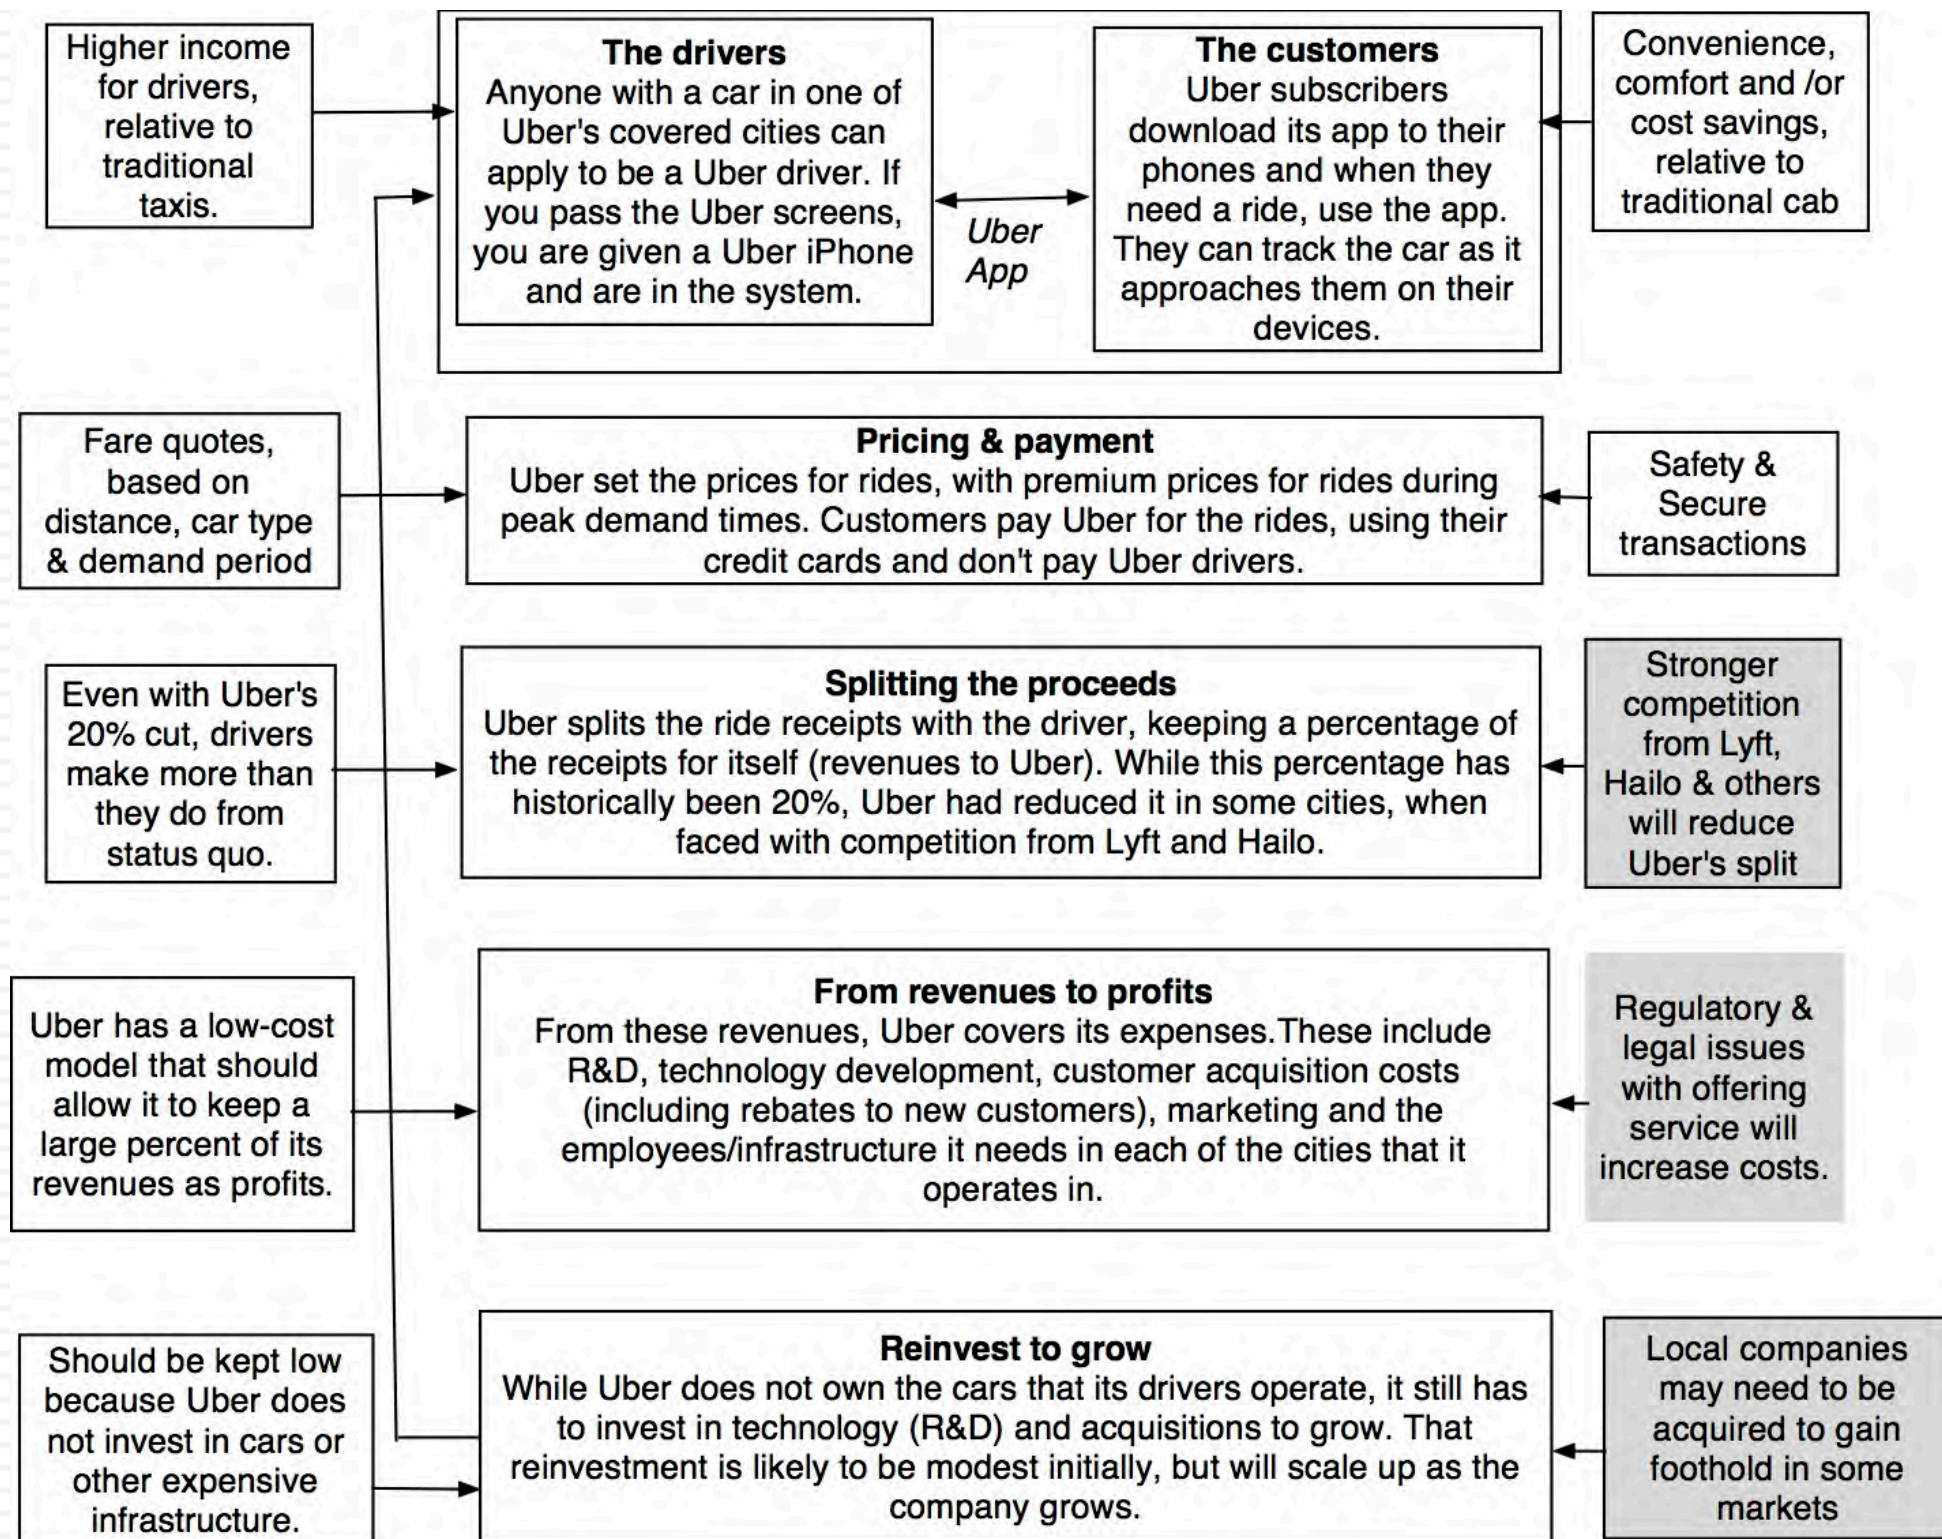 Higher income
for drivers,
relative to
traditional
taxis.
The drivers
Anyone with a car in one of
Uber's covered cities can
apply to be a Uber driver. If
you pass the Uber screens,
you are given a Uber iPhone
and are in the system.
Uber
App
The customers
Uber subscribers
download its app to their
phones and when they
need a ride, use the app.
They can track the car as it
approaches them on their
devices.
Convenience,
comfort and /or
cost savings,
relative to
traditional cab
Fare quotes,
based on
distance, car type
& demand period
Pricing & payment
Uber set the prices for rides, with premium prices for rides during
peak demand times. Customers pay Uber for the rides, using their
credit cards and don't pay Uber drivers.
Safety &
Secure
transactions
Even with Uber's
20% cut, drivers
make more than
they do from
status quo.
Splitting the proceeds
Uber splits the ride receipts with the driver, keeping a percentage of
the receipts for itself (revenues to Uber). While this percentage has
historically been 20%, Uber had reduced it in some cities, when
faced with competition from Lyft and Hailo.
Stronger
competition
from Lyft,
Hailo & others
will reduce
Uber's split
Uber has a low-cost
model that should
allow it to keep a
large percent of its
revenues as profits.
From revenues to profits
From these revenues, Uber covers its expenses.These include
R&D, technology development, customer acquisition costs
(including rebates to new customers), marketing and the
employees/infrastructure it needs in each of the cities that it
operates in.
Regulatory &
legal issues
with offering
service will
increase costs.
Should be kept low
because Uber does
not invest in cars or
other expensive
infrastructure.
Reinvest to grow
While Uber does not own the cars that its drivers operate, it still has
to invest in technology (R&D) and acquisitions to grow. That
reinvestment is likely to be modest initially, but will scale up as the
company grows.
Local companies
may need to be
acquired to gain
foothold in some
markets